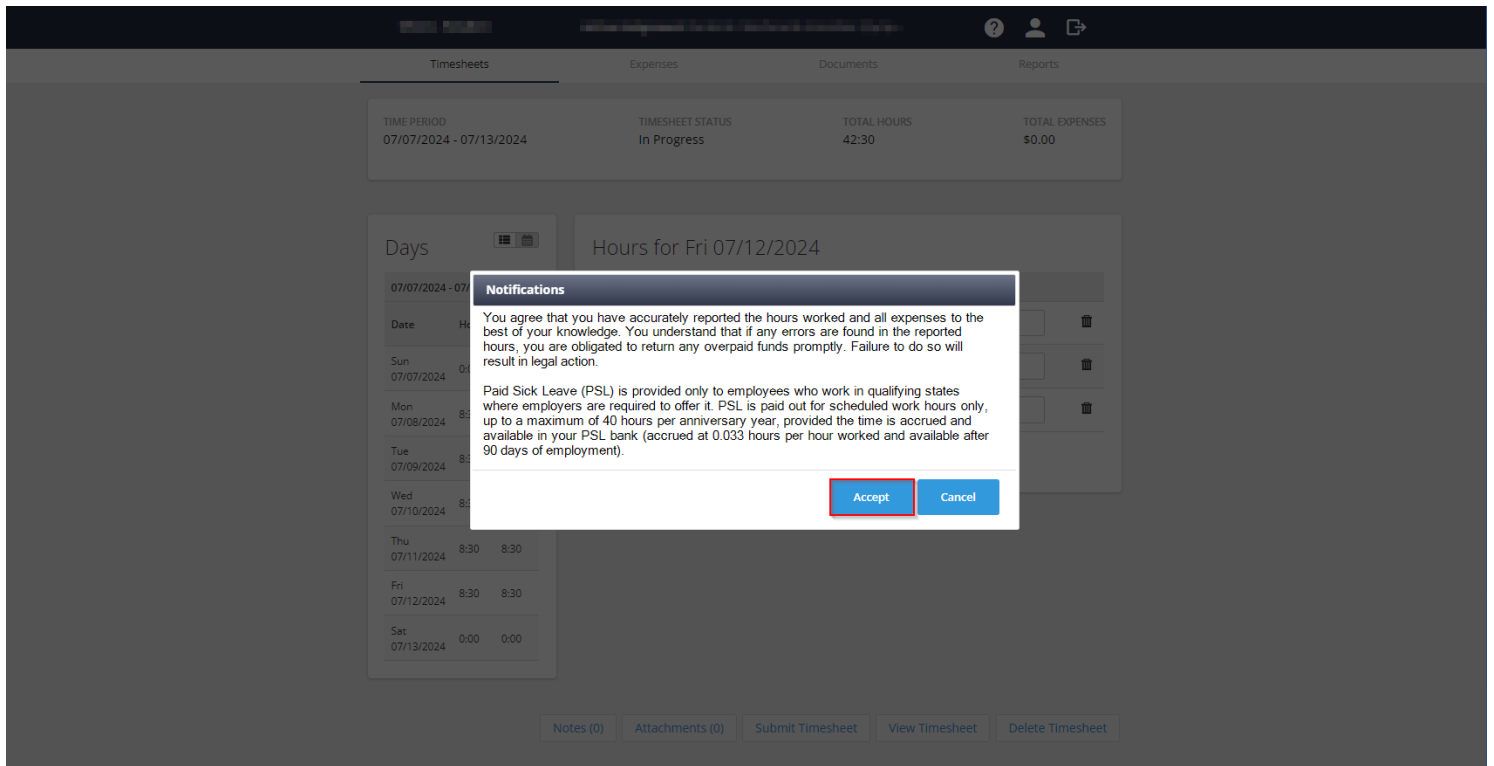 Timesheets Expenses Documents Reports
TIME PERIOD TIMESHEET STATUS TOTAL HOURS TOTAL EXPENSES
07/07/2024 - 07/13/2024 In Progress 42:30 $0.00
Days
Hours for Fri 07/12/2024
07/07/2024 - 07/
Date
Sun
07/07/2024
Mon
07/08/2024
Tue
07/09/2024
Wed
07/10/2024
Thu
07/11/2024 8:30 8:30
Fri
07/12/2024 8:30 8:30
Sat
07/13/2024 0:00 0:00
Notifications
You agree that you have accurately reported the hours worked and all expenses to the
best of your knowledge. You understand that if any errors are found in the reported
hours, you are obligated to return any overpaid funds promptly. Failure to do so will
result in legal action.
Paid Sick Leave (PSL) is provided only to employees who work in qualifying states
where employers are required to offer it. PSL is paid out for scheduled work hours only,
up to a maximum of 40 hours per anniversary year, provided the time is accrued and
available in your PSL bank (accrued at 0.033 hours per hour worked and available after
90 days of employment).
Accept Cancel
Notes (0) Attachments (0) Submit Timesheet View Timesheet Delete Timesheet